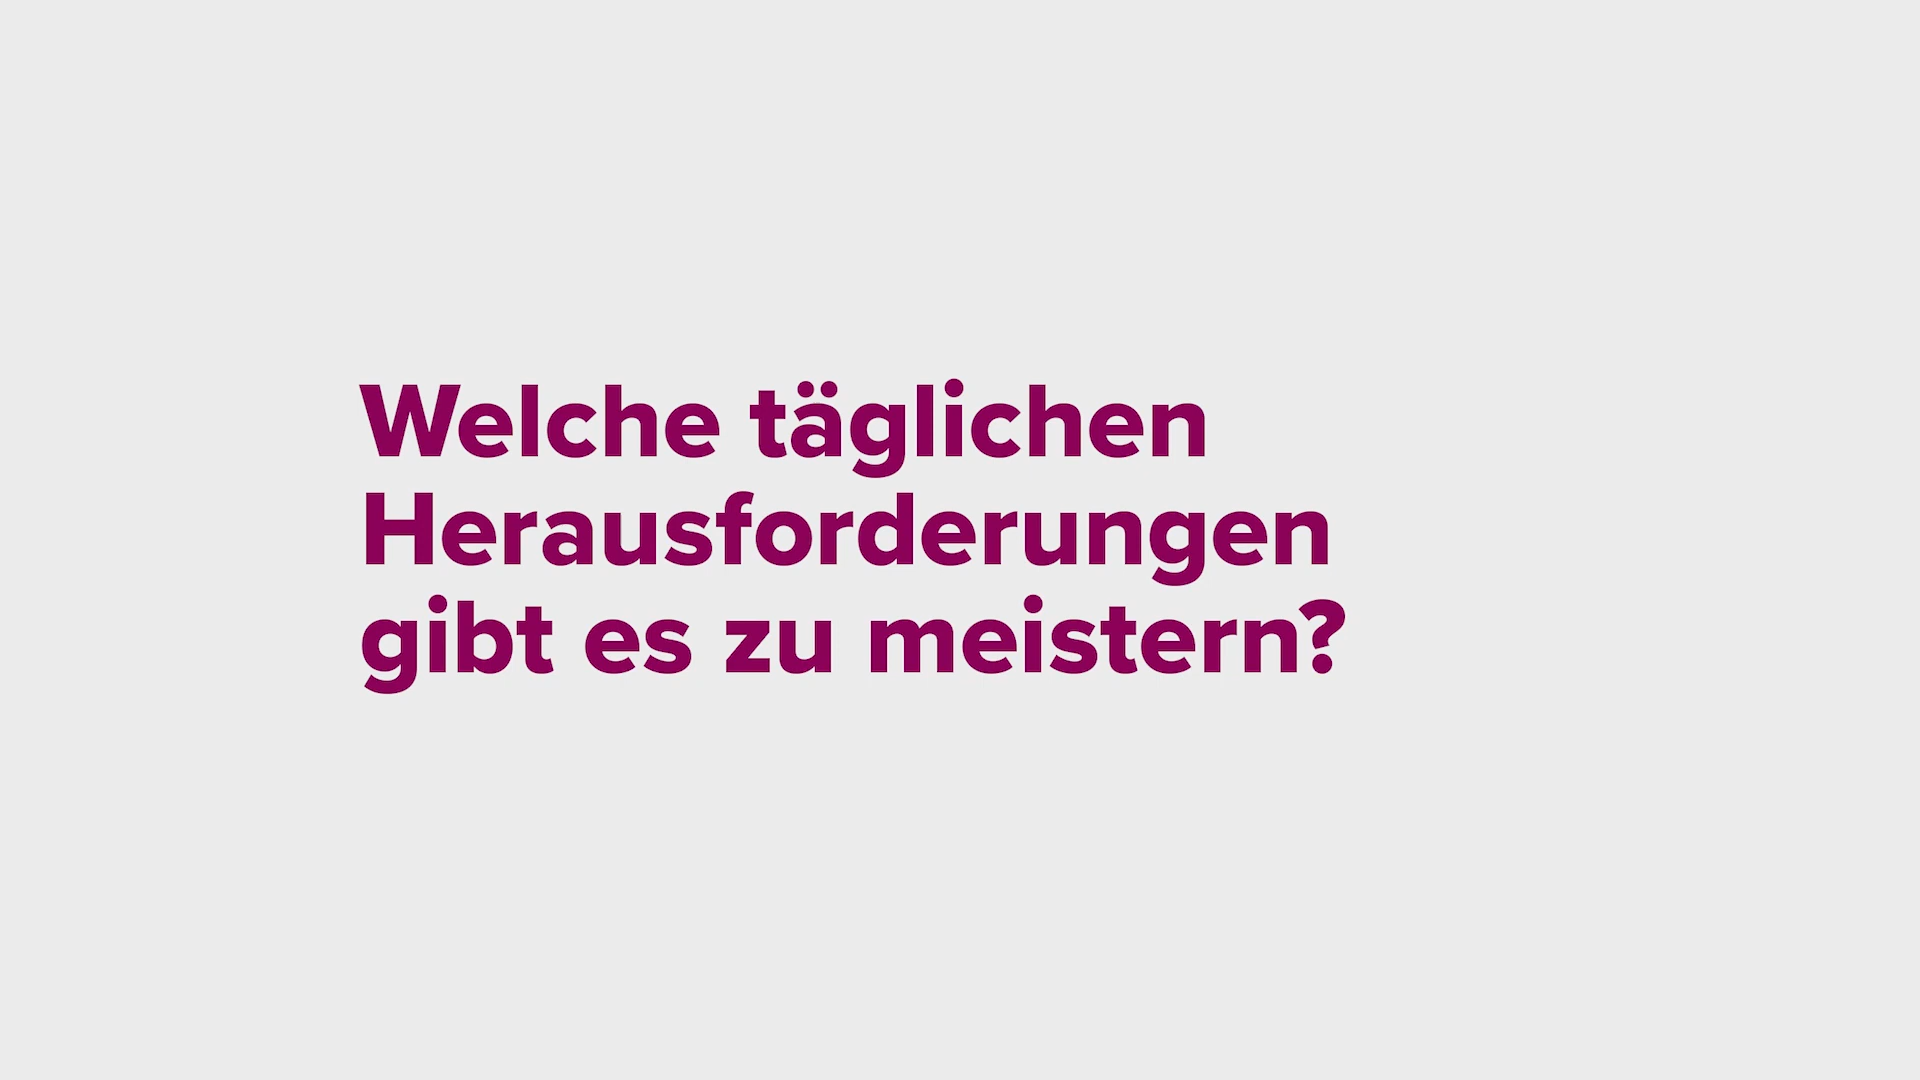 Welche täglichen
Herausforderungen
gibt es zu meistern?